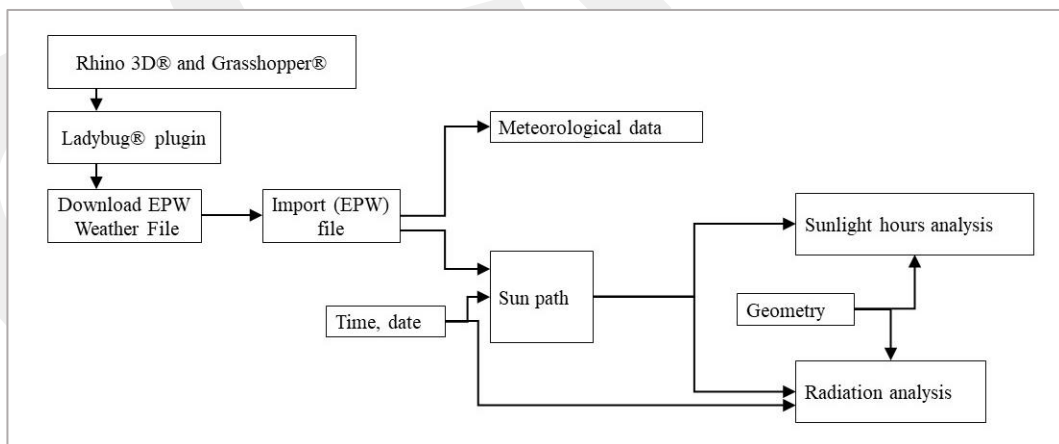 Rhino 3D® and Grasshopper®
Ladybug® plugin
Download EPW
Weather File
Import (EPW)
file
Meteorological data
Sun path
Time, date
Sunlight hours analysis
Geometry
Radiation analysis